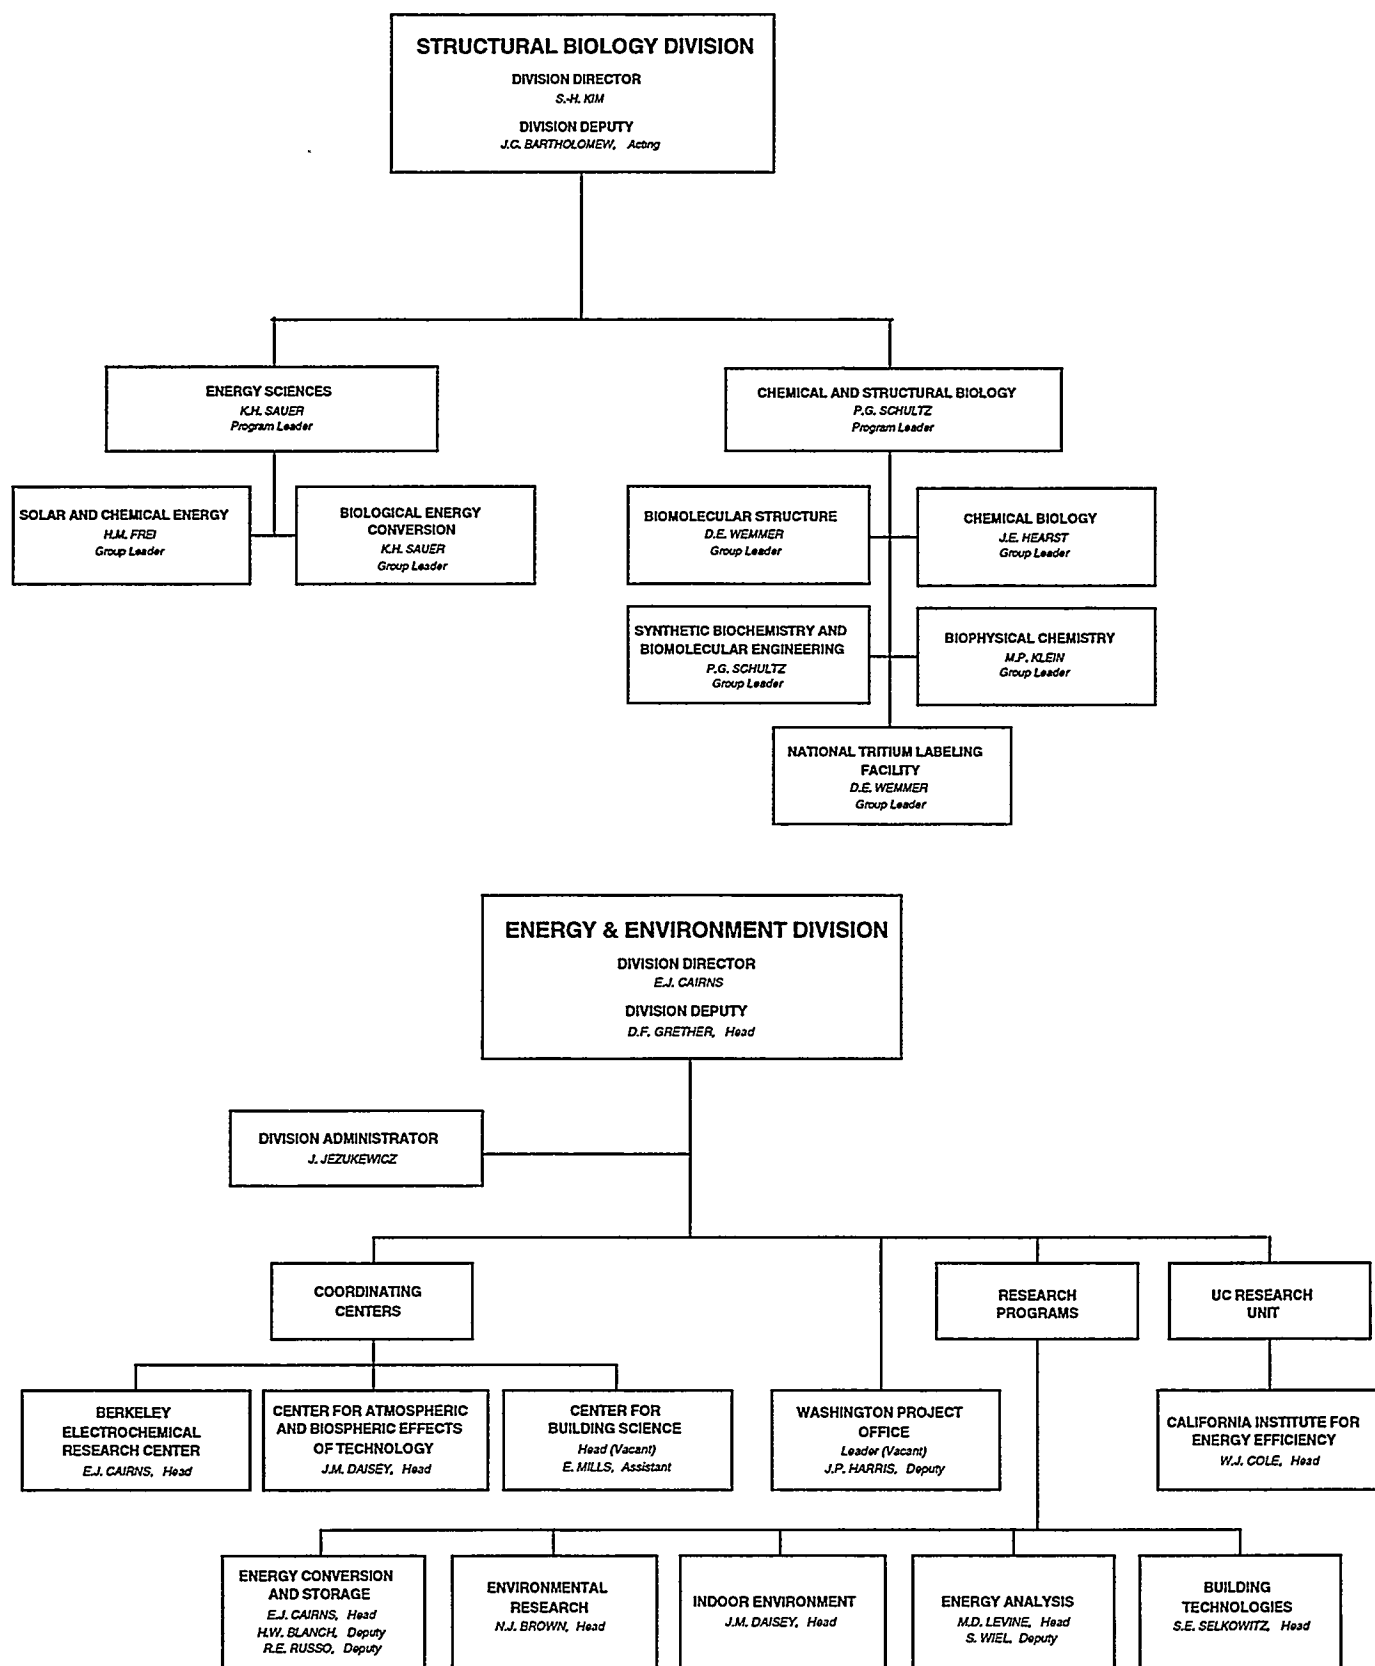 STRUCTURAL BIOLOGY DIVISION
DIVISION DIRECTOR
S.-H. KIM
DIVISION DEPUTY
J.C. BARTHOLOMEW, Acting
ENERGY SCIENCES
K.H. SAUER
Program Leader
CHEMICAL AND STRUCTURAL BIOLOGY
P.G. SCHULTZ
Program Leader
SOLAR AND CHEMICAL ENERGY
H.M. FREI
Group Leader
BIOLOGICAL ENERGY
CONVERSION
K.H. SAUER
Group Leader
BIOMOLECULAR STRUCTURE
D.E. WEMMER
Group Leader
CHEMICAL BIOLOGY
J.E. HEARST
Group Leader
SYNTHETIC BIOCHEMISTRY AND
BIOMOLECULAR ENGINEERING
P.G. SCHULTZ
Group Leader
BIOPHYSICAL CHEMISTRY
M.P. KLEIN
Group Leader
NATIONAL TRITIUM LABELING
FACILITY
D.E. WEMMER
Group Leader
ENERGY & ENVIRONMENT DIVISION
DIVISION DIRECTOR
E.J. CAIRNS
DIVISION DEPUTY
D.F. GRETHER, Head
DIVISION ADMINISTRATOR
J. JEZUKEWICZ
COORDINATING
CENTERS
RESEARCH
PROGRAMS
UC RESEARCH
UNIT
BERKELEY
ELECTROCHEMICAL
RESEARCH CENTER
E.J. CAIRNS, Head
CENTER FOR ATMOSPHERIC
AND BIOSPHERIC EFFECTS
OF TECHNOLOGY
J.M. DAISEY, Head
CENTER FOR
BUILDING SCIENCE
Head (Vacant)
E. MILLS, Assistant
WASHINGTON PROJECT
OFFICE
Leader (Vacant)
J.P. HARRIS, Deputy
CALIFORNIA INSTITUTE FOR
ENERGY EFFICIENCY
W.J. COLE, Head
ENERGY CONVERSION
AND STORAGE
E.J. CAIRNS, Head
H.W. BLANCH, Deputy
R.E. RUSSO, Deputy
ENVIRONMENTAL
RESEARCH
N.J. BROWN, Head
INDOOR ENVIRONMENT
J.M. DAISEY, Head
ENERGY ANALYSIS
M.D. LEVINE, Head
S. WIEL, Deputy
BUILDING
TECHNOLOGIES
S.E. SELKOWITZ, Head